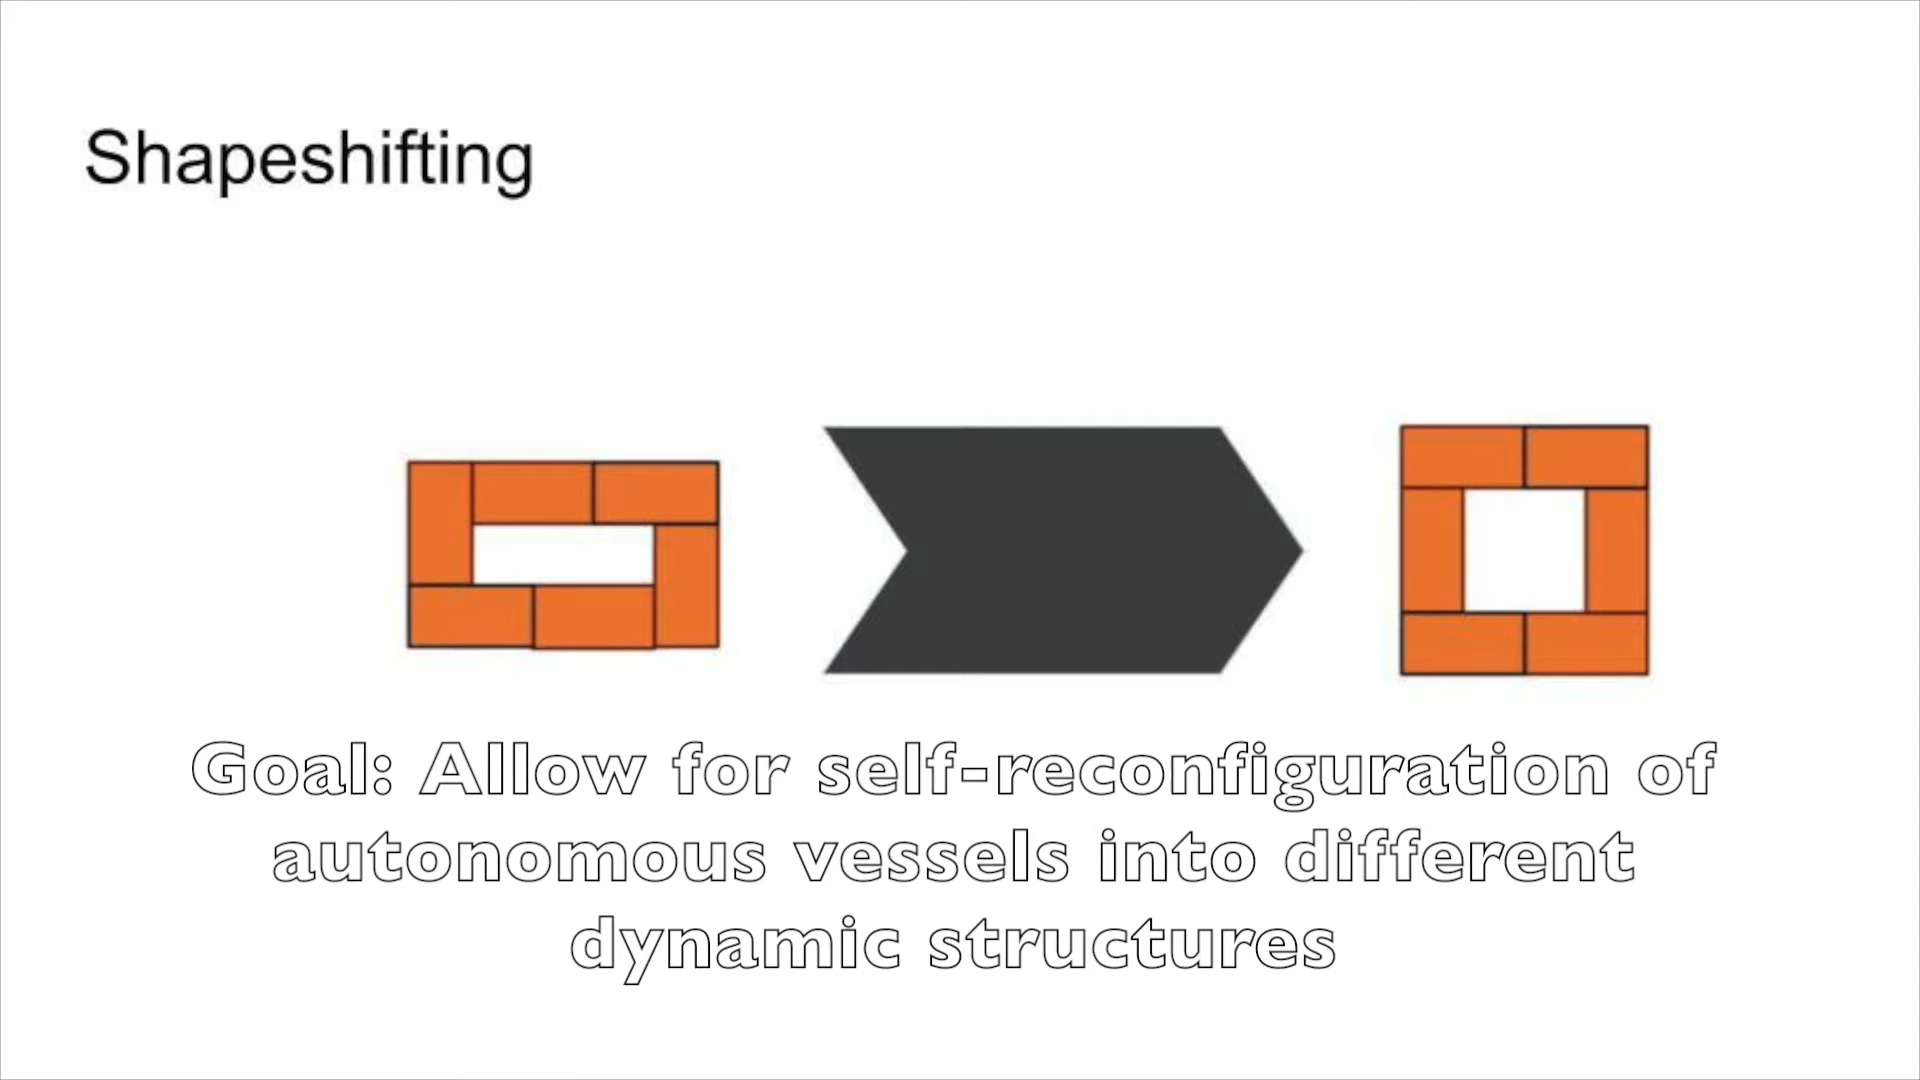 Shapeshifting
Goal: Allow for self-reconfiguration of
autonomous vessels into different
dynamic structures